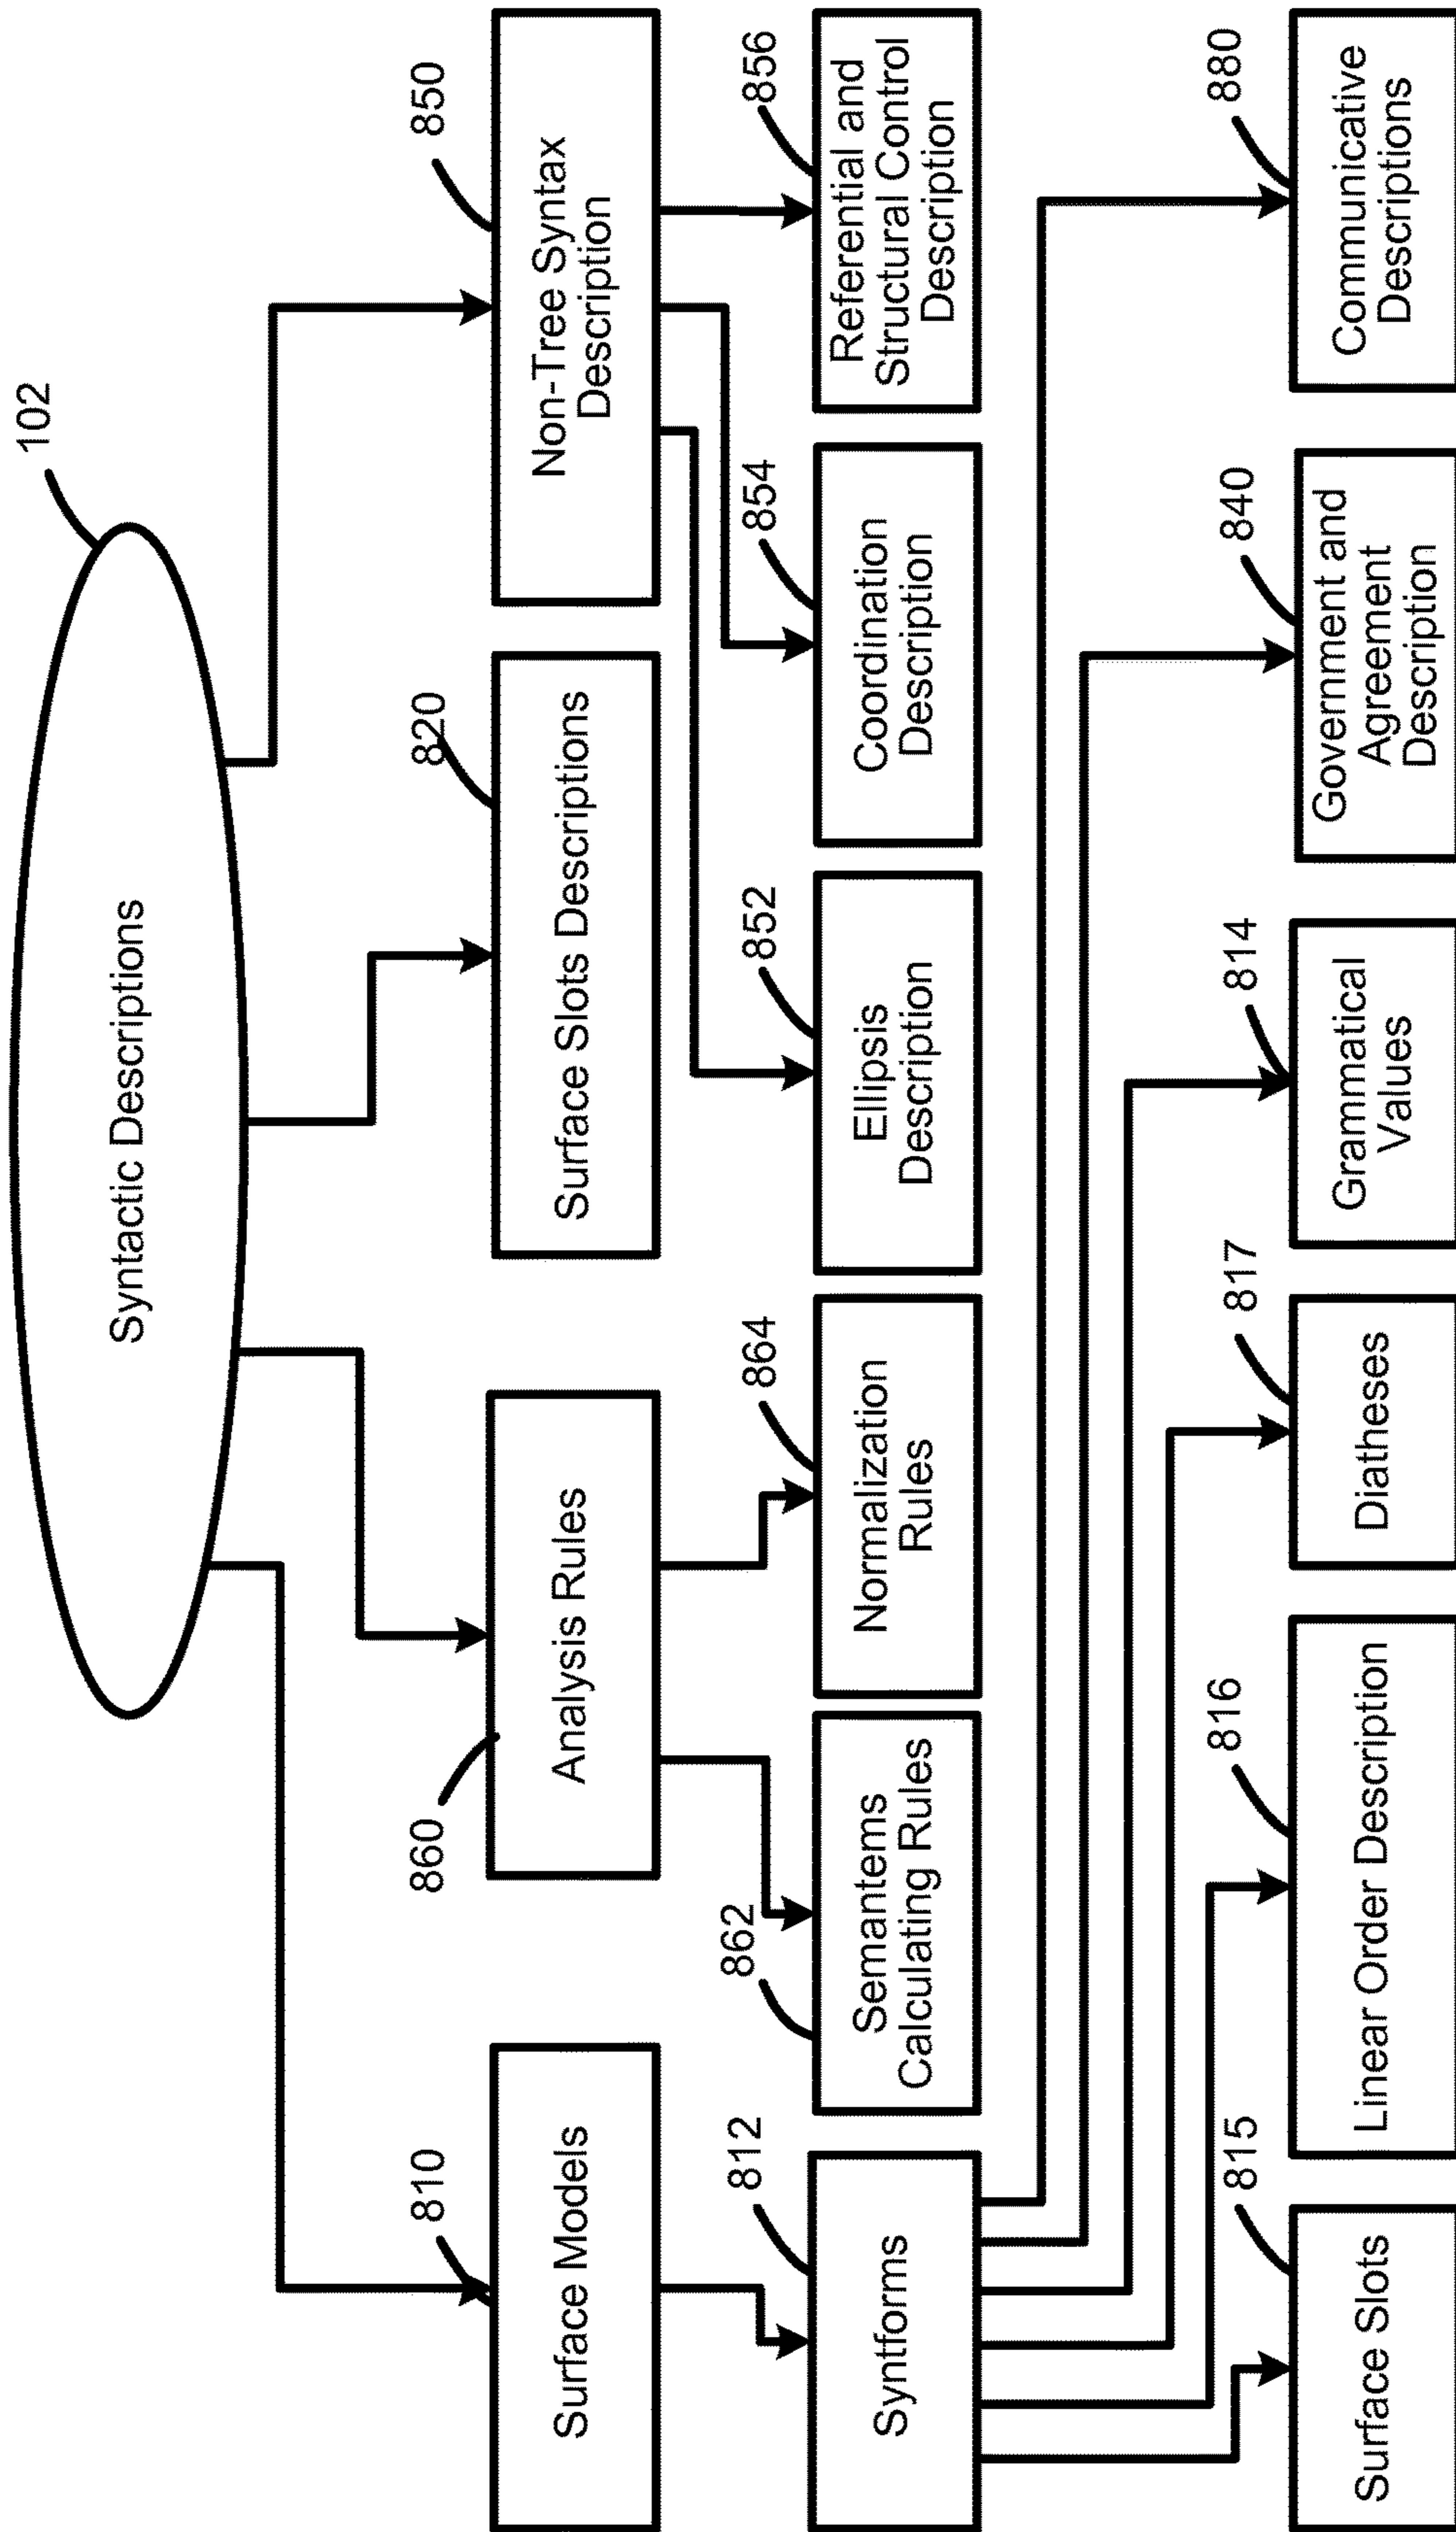 102
Syntactic Descriptions
810
860
820
850
Surface Models
Analysis Rules
Surface Slots Descriptions
Non-Tree Syntax
Description
812
862
864
852
854
856
Syntforms
Semantems
Calculating Rules
Normalization
Rules
Ellipsis
Description
Coordination
Description
Referential and
Structural Control
Description
815
816
817
814
840
880
Surface Slots
Linear Order Description
Diatheses
Grammatical
Values
Government and
Agreement
Description
Communicative
Descriptions